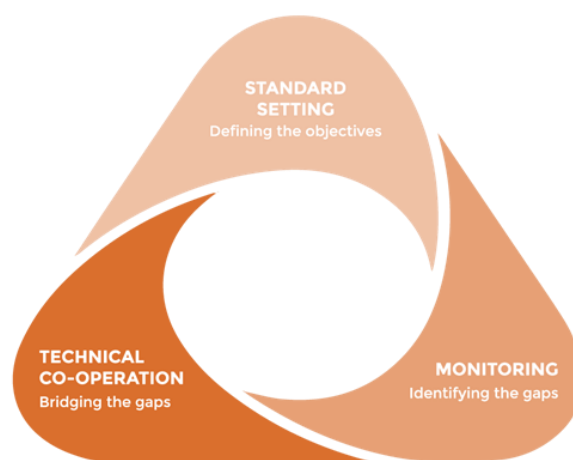 STANDARD
SETTING
Defining the objectives
TECHNICAL
CO-OPERATION
Bridging the gaps
MONITORING
Identifying the gaps